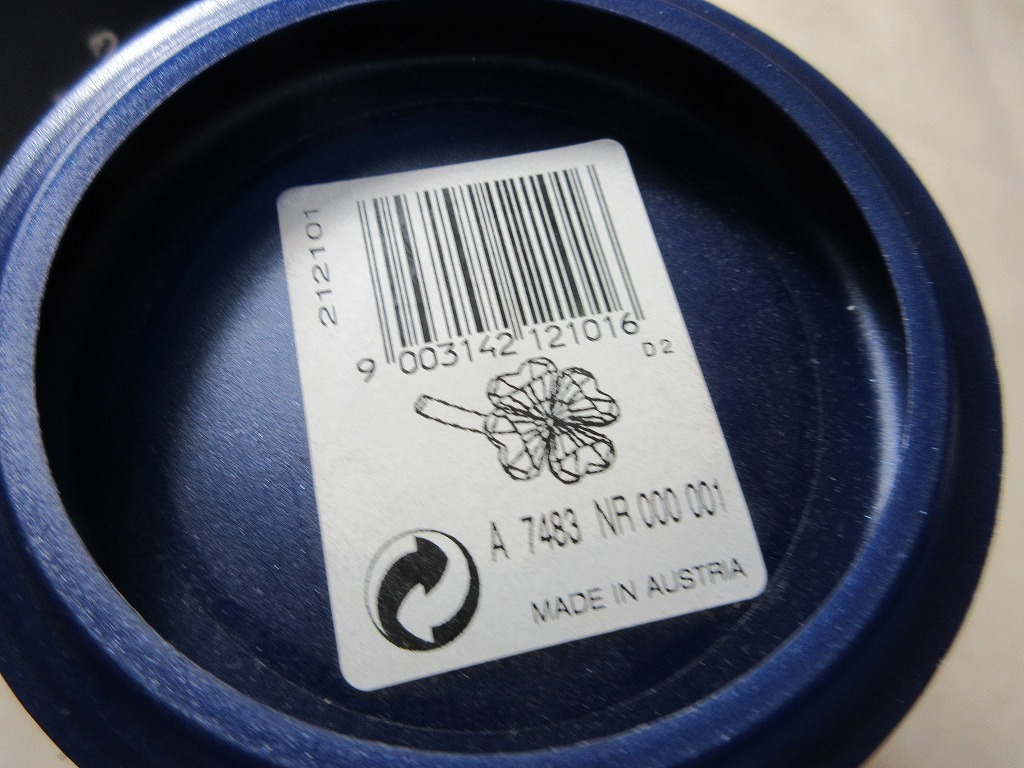 212101
9 003142 121016
D2
A 7483 NR 000 001
MADE IN AUSTRIA